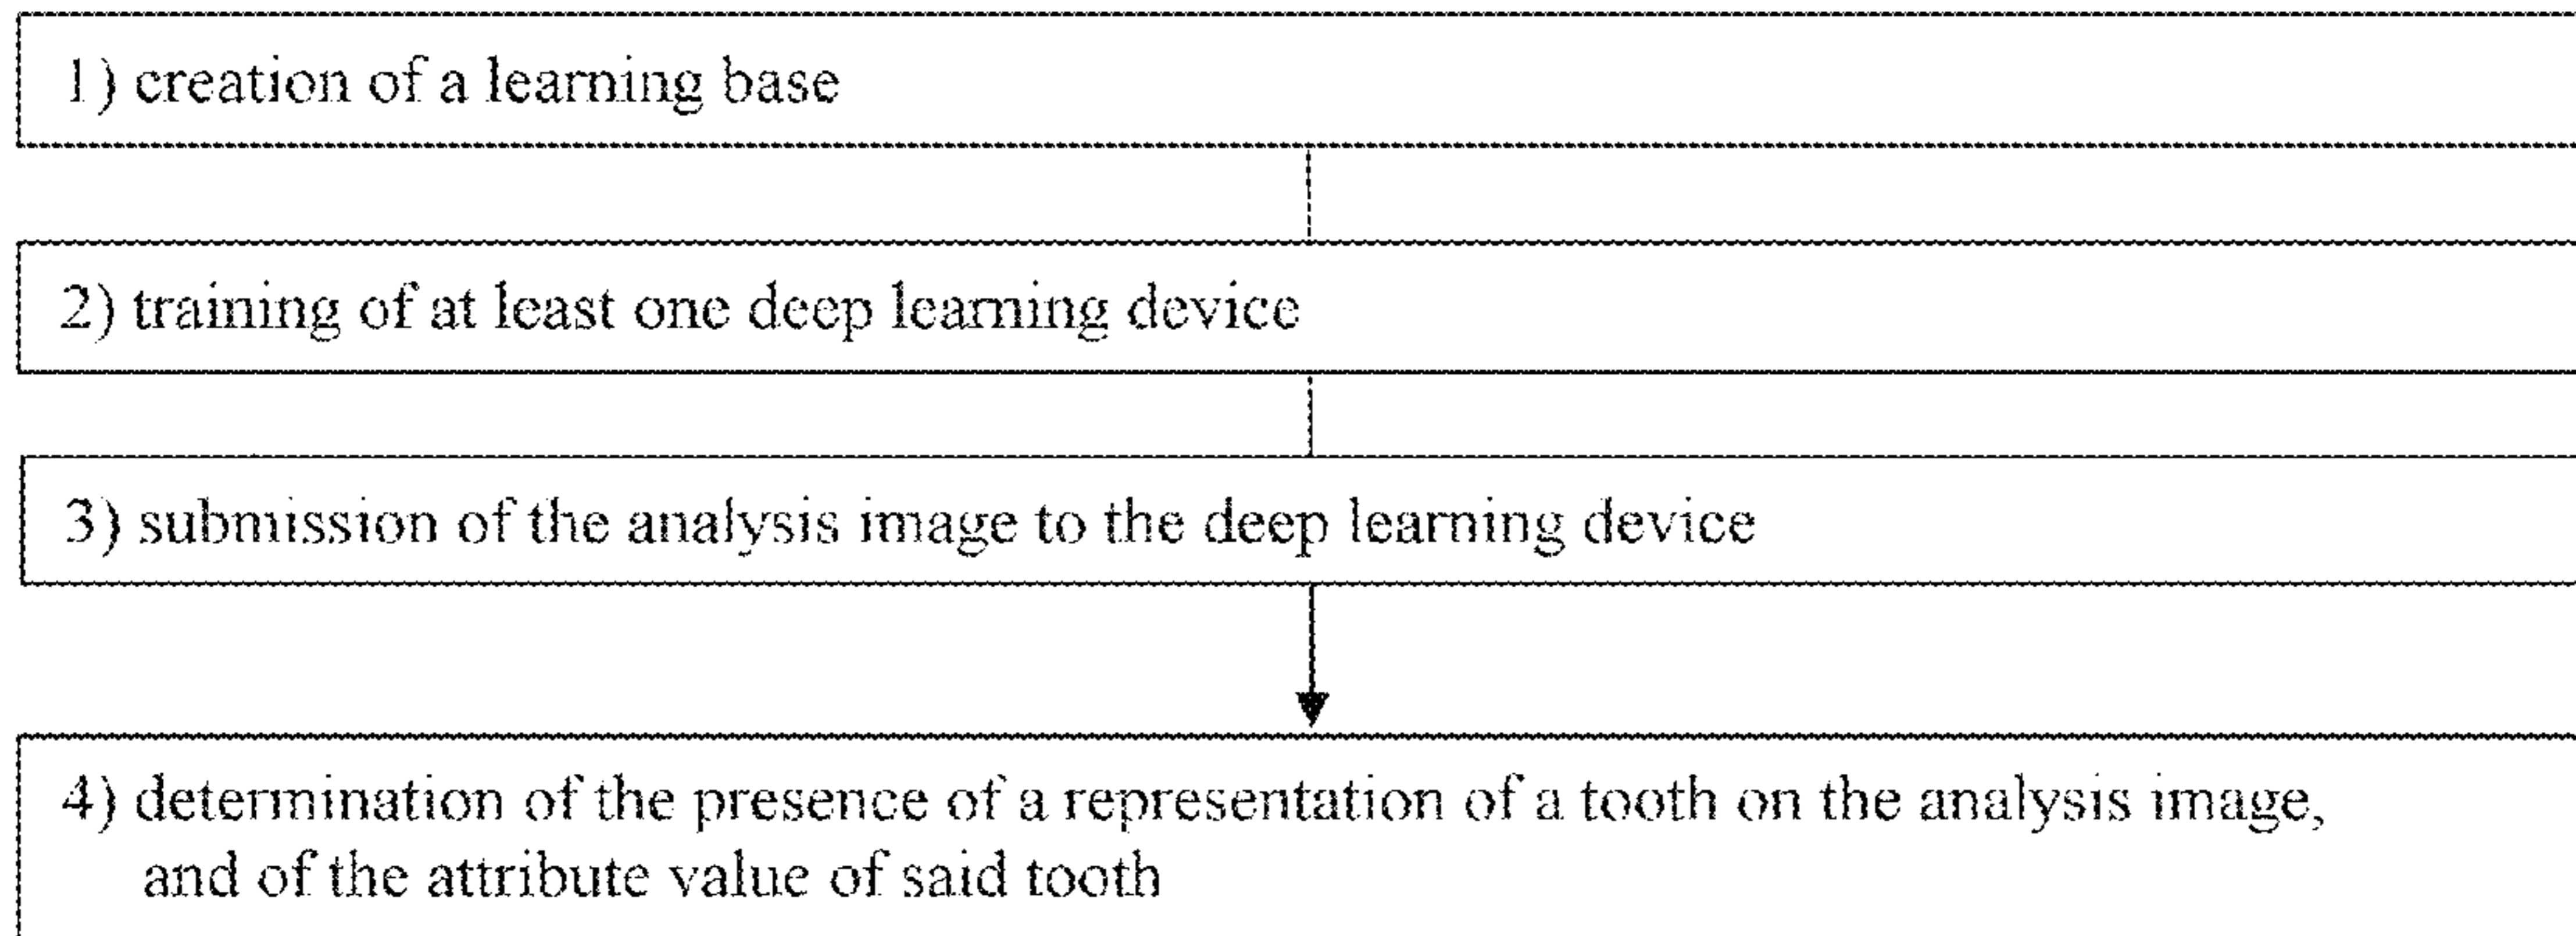 1) creation of a learning base
2) training of at least one deep learning device
3) submission of the analysis image to the deep learning device
4) determination of the presence of a representation of a tooth on the analysis image,
and of the attribute value of said tooth